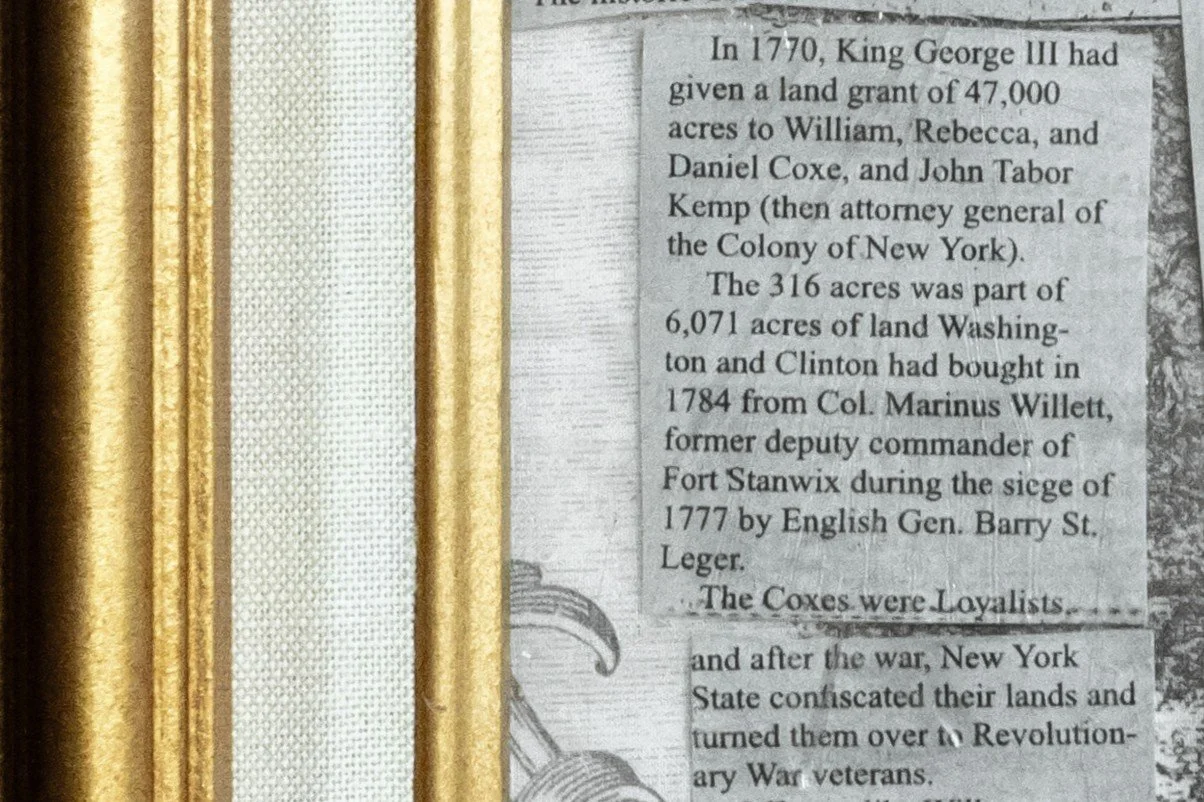 In 1770, King George III had
given a land grant of 47,000
acres to William, Rebecca, and
Daniel Coxe, and John Tabor
Kemp (then attorney general of
the Colony of New York).
The 316 acres was part of
6,071 acres of land Washing-
ton and Clinton had bought in
1784 from Col. Marinus Willett,
former deputy commander of
Fort Stanwix during the siege of
1777 by English Gen. Barry St.
Leger.
The Coxes were Loyalists,
and after the war, New York
State confiscated their lands and
turned them over to Revolution-
ary War veterans.